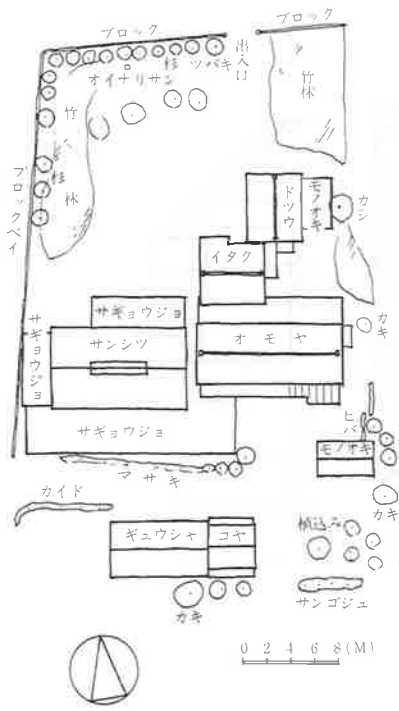 ブロック
ブロック
出入口
杉
ツバキ
オイナリサン
竹
林
杉
竹林
ブロックベイ
ドツウ
モノオキ
カシ
イタク
サギョウジョ
サギョウジョ
サンシツ
オモヤ
カキ
サギョウジョ
ヒバ
モノオキ
マサキ
カイド
カキ
ギュウシャ
コヤ
植込み
カキ
サンゴジュ
0 2 4 6 8(M)